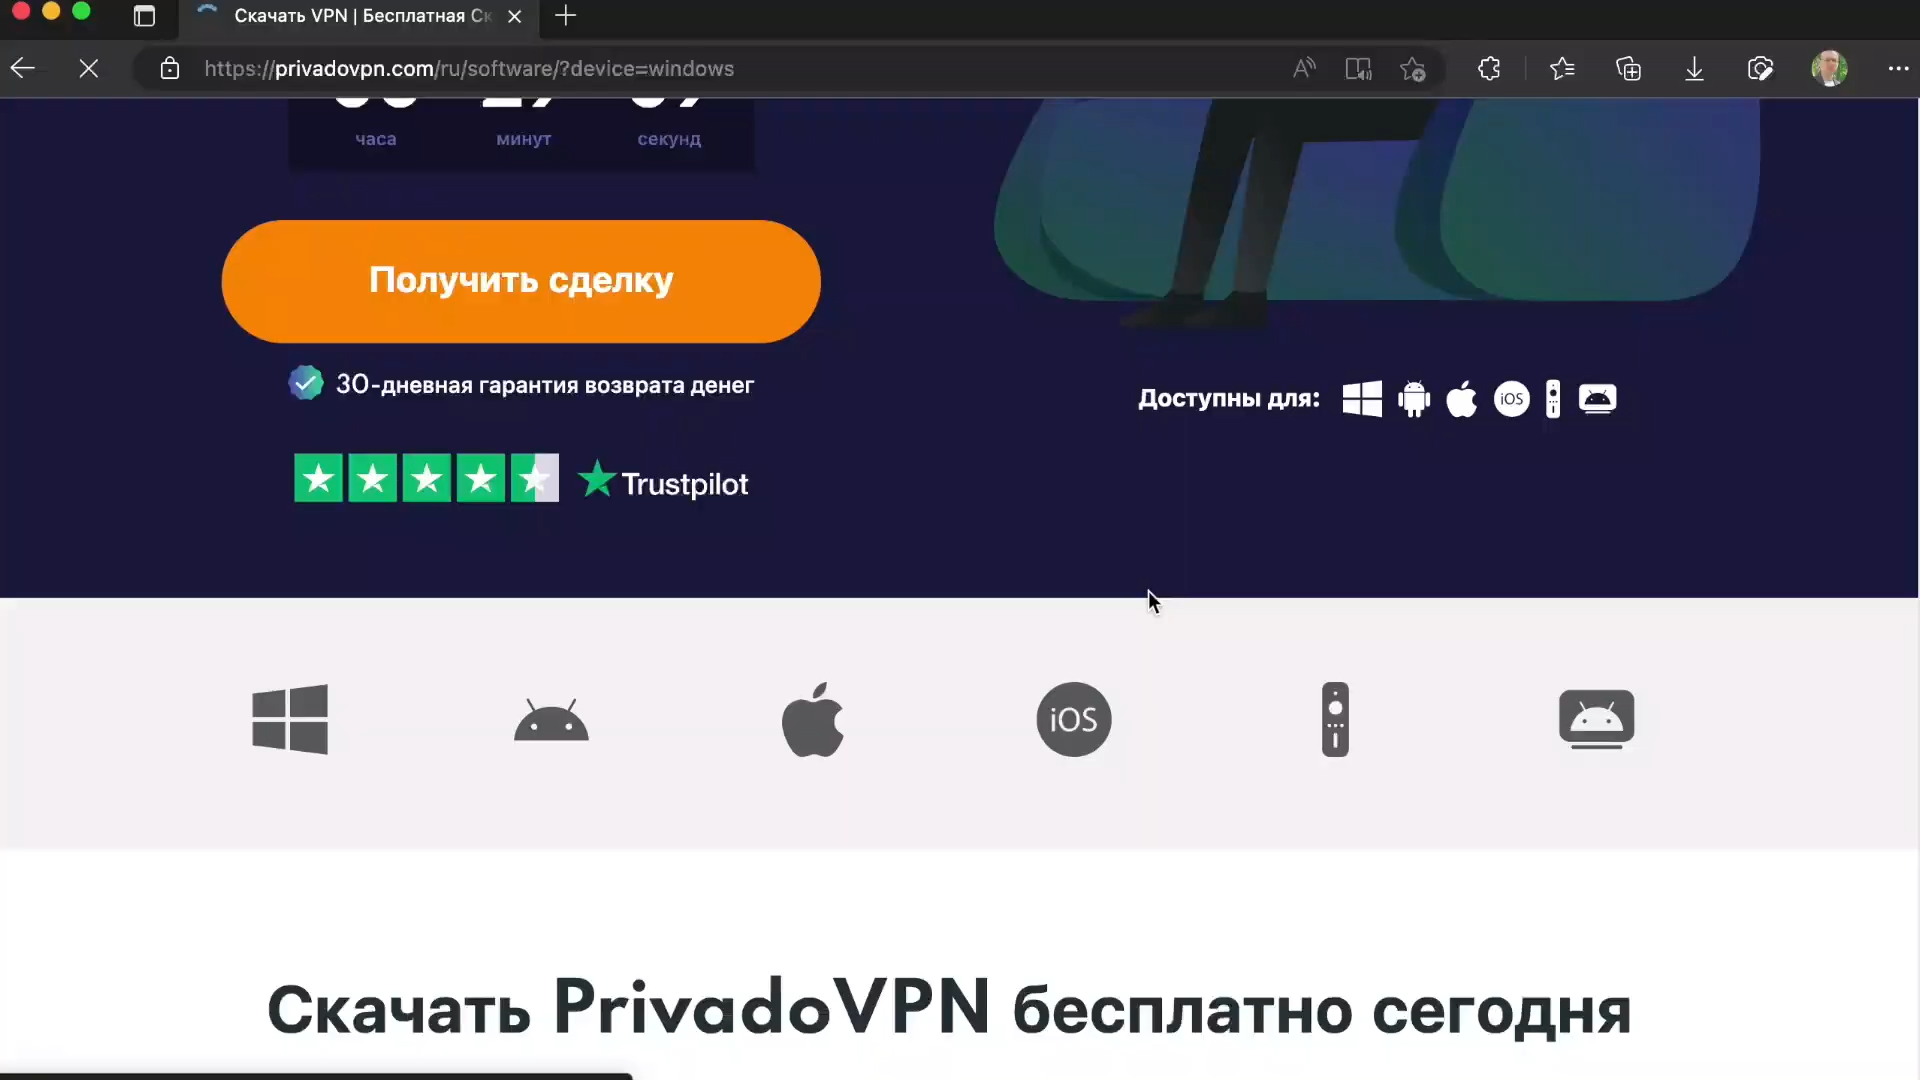 Скачать VPN | Бесплатная Ск
https://privadovpn.com/ru/software/?device=windows
часа минут секунд
Получить сделку
30-дневная гарантия возврата денег
Доступны для: iOS
Trustpilot
iOS
Скачать PrivadoVPN бесплатно сегодня